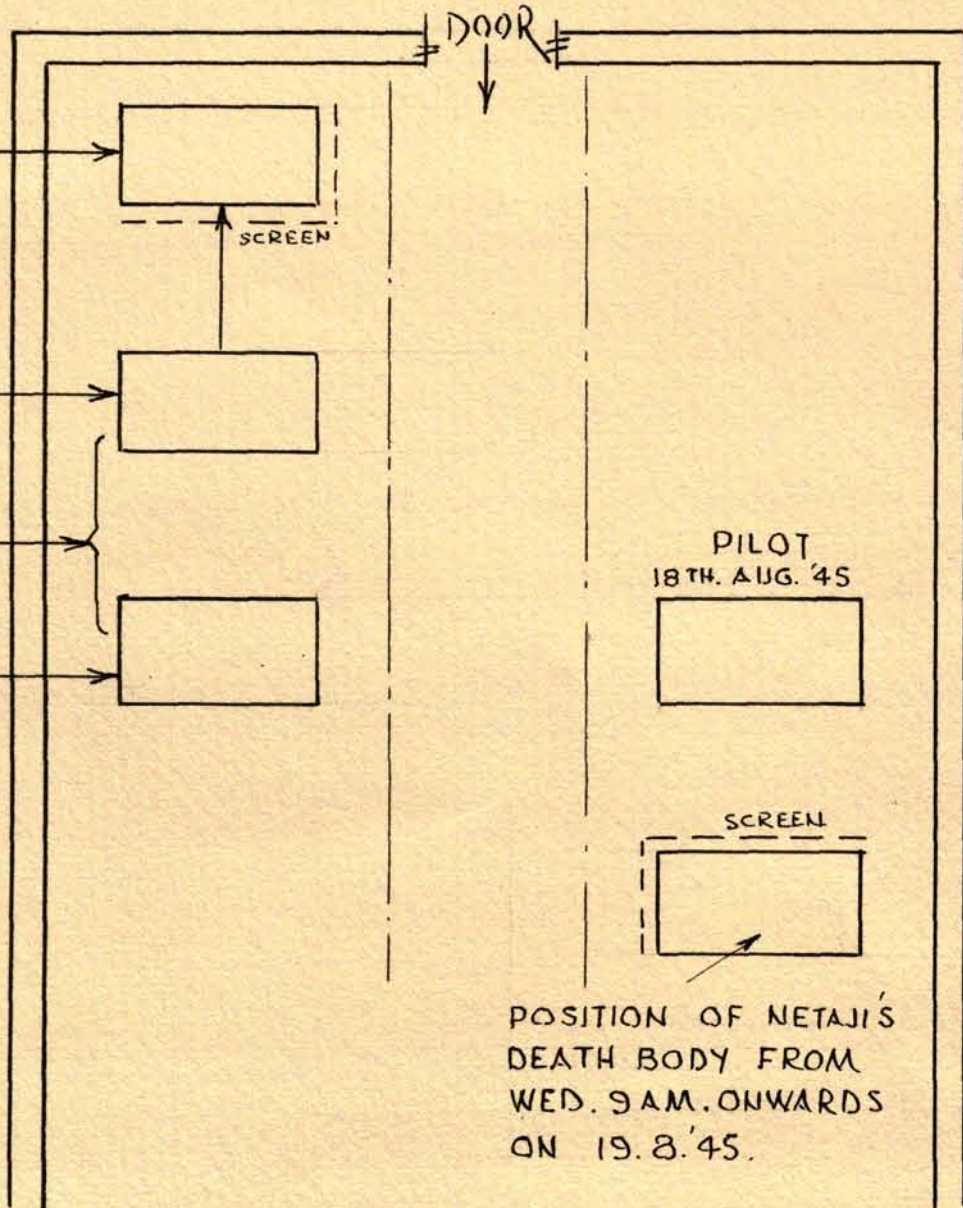 DOOR
SCREEN
PILOT
18TH. AUG. '45
SCREEN
POSITION OF NETAJI'S
DEATH BODY FROM
WED. 9 AM. ONWARDS
ON 19.8.'45.